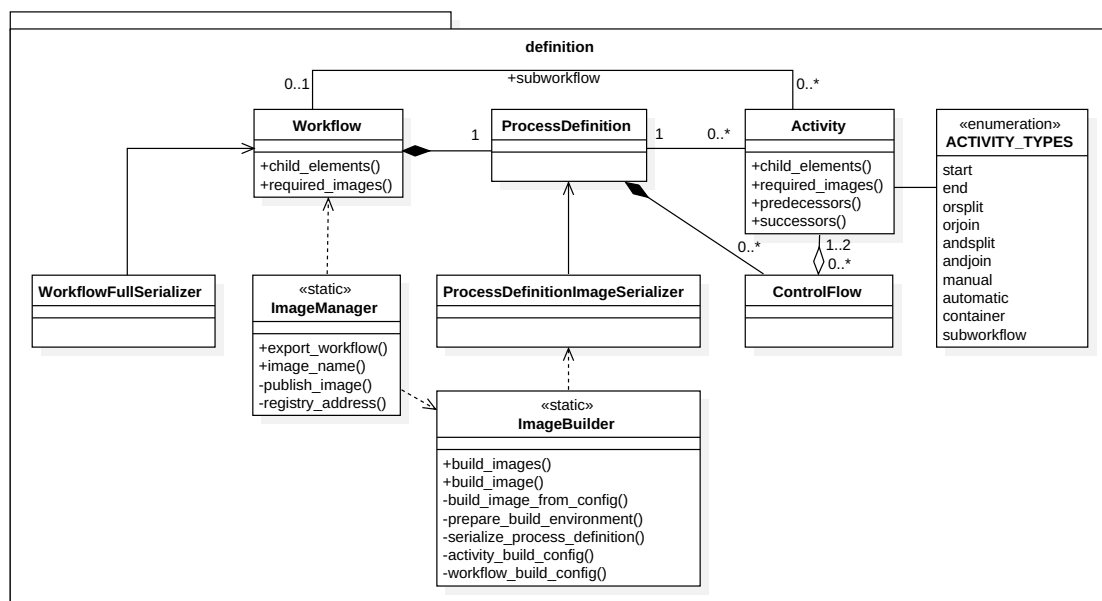 definition
+subworkflow
0..1
0..*
Workflow
+child_elements()
+required_images()
1
ProcessDefinition
1
0..*
Activity
+child_elements()
+required_images()
+predecessors()
+successors()
«enumeration»
ACTIVITY_TYPES
start
end
orsplit
orjoin
andsplit
andjoin
manual
automatic
container
subworkflow
0..*
1..2
0..*
WorkflowFullSerializer
«static»
ImageManager
+export_workflow()
+image_name()
-publish_image()
-registry_address()
ProcessDefinitionImageSerializer
ControlFlow
«static»
ImageBuilder
+build_images()
+build_image()
-build_image_from_config()
-prepare_build_environment()
-serialize_process_definition()
-activity_build_config()
-workflow_build_config()